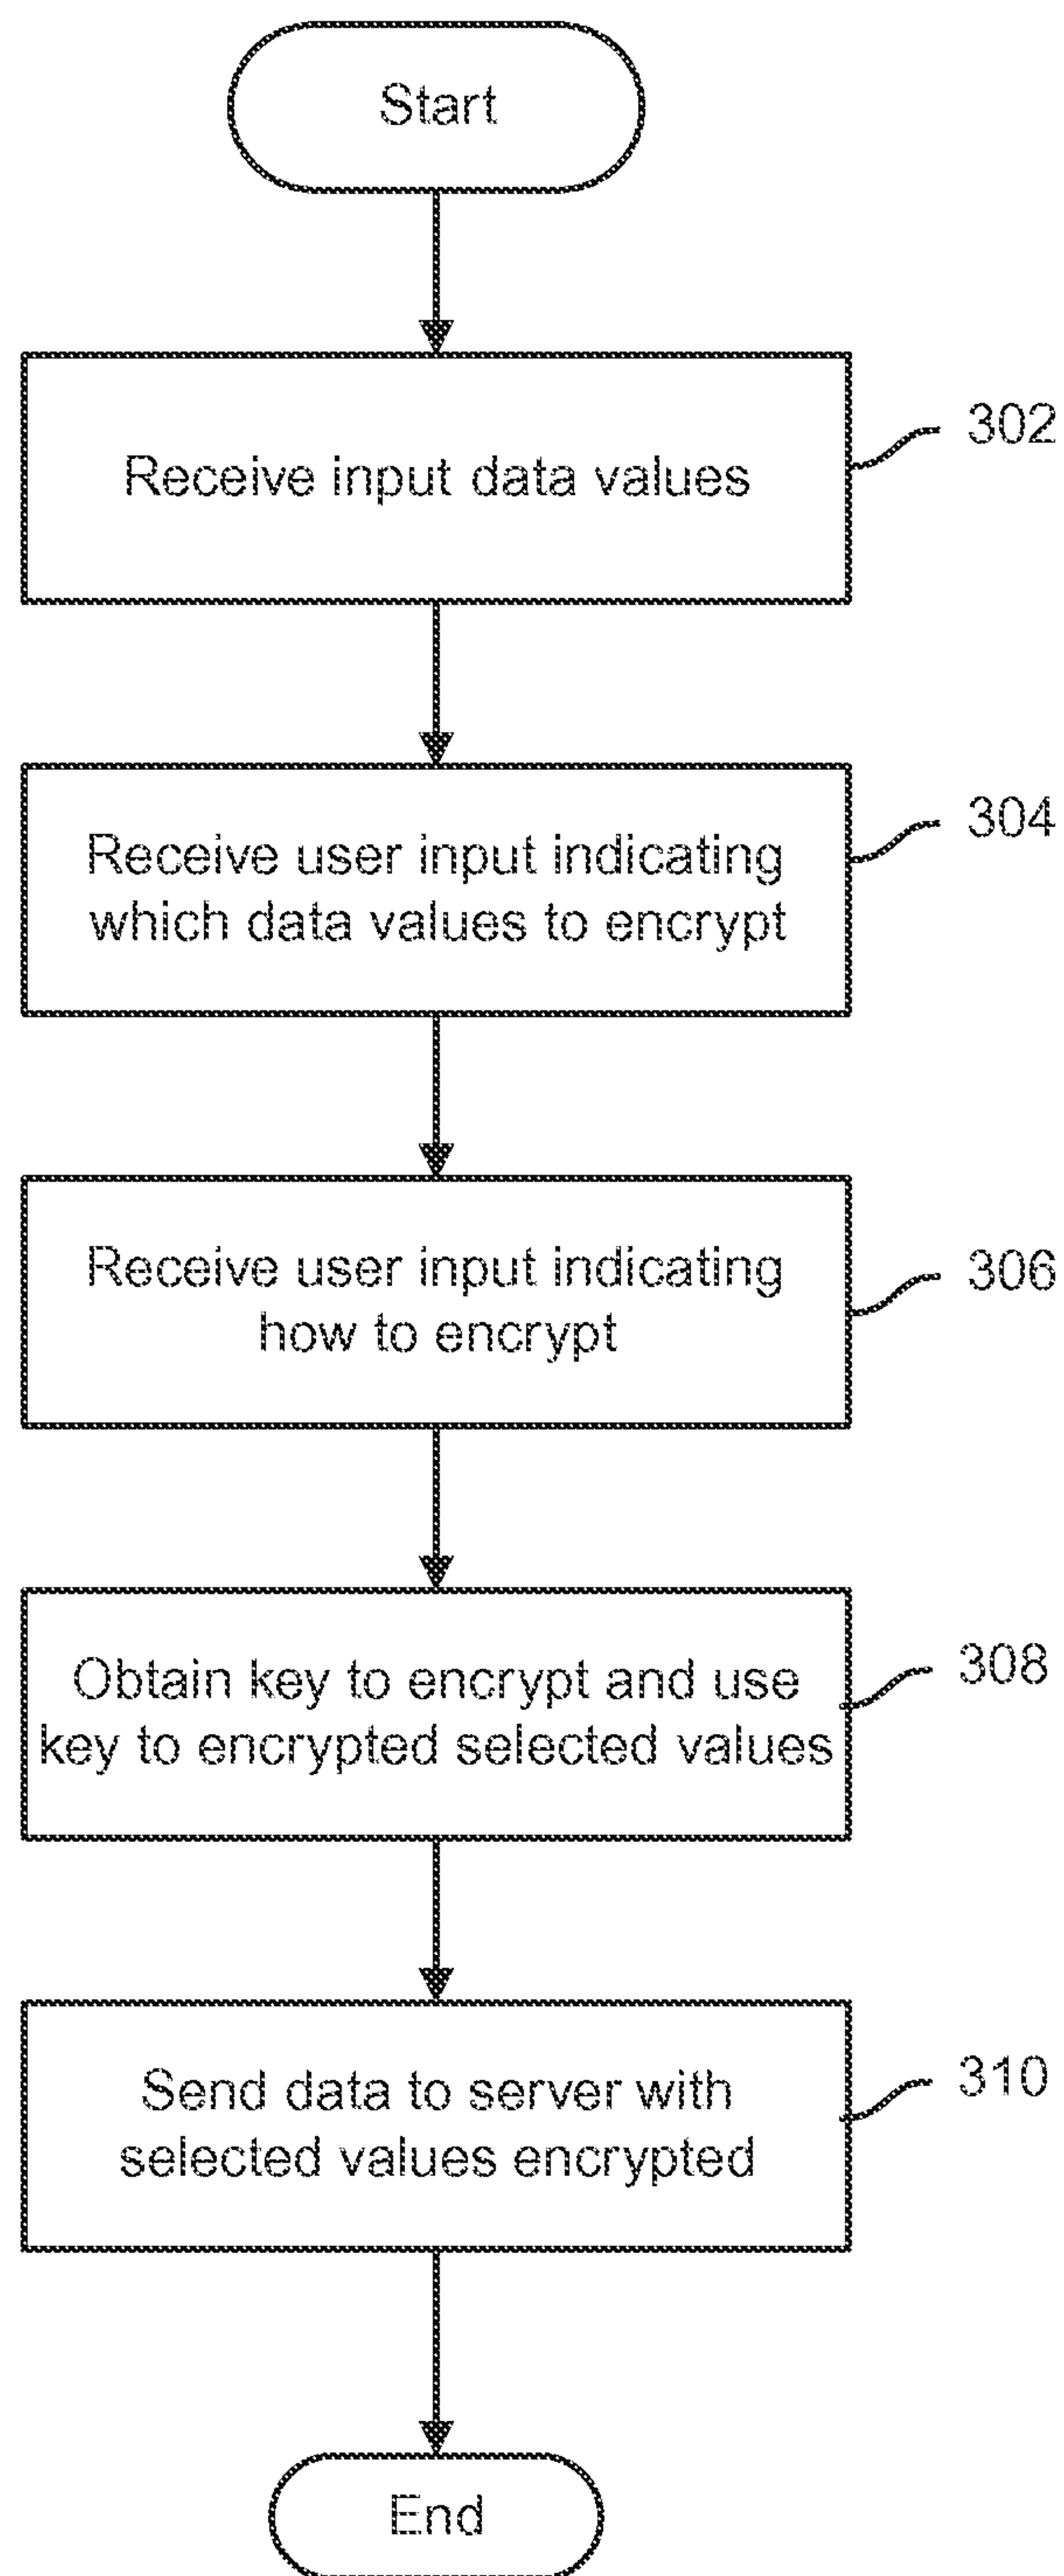 Start
Receive input data values
302
Receive user input indicating
which data values to encrypt
304
Receive user input indicating
how to encrypt
306
Obtain key to encrypt and use
key to encrypted selected values
308
Send data to server with
selected values encrypted
310
End